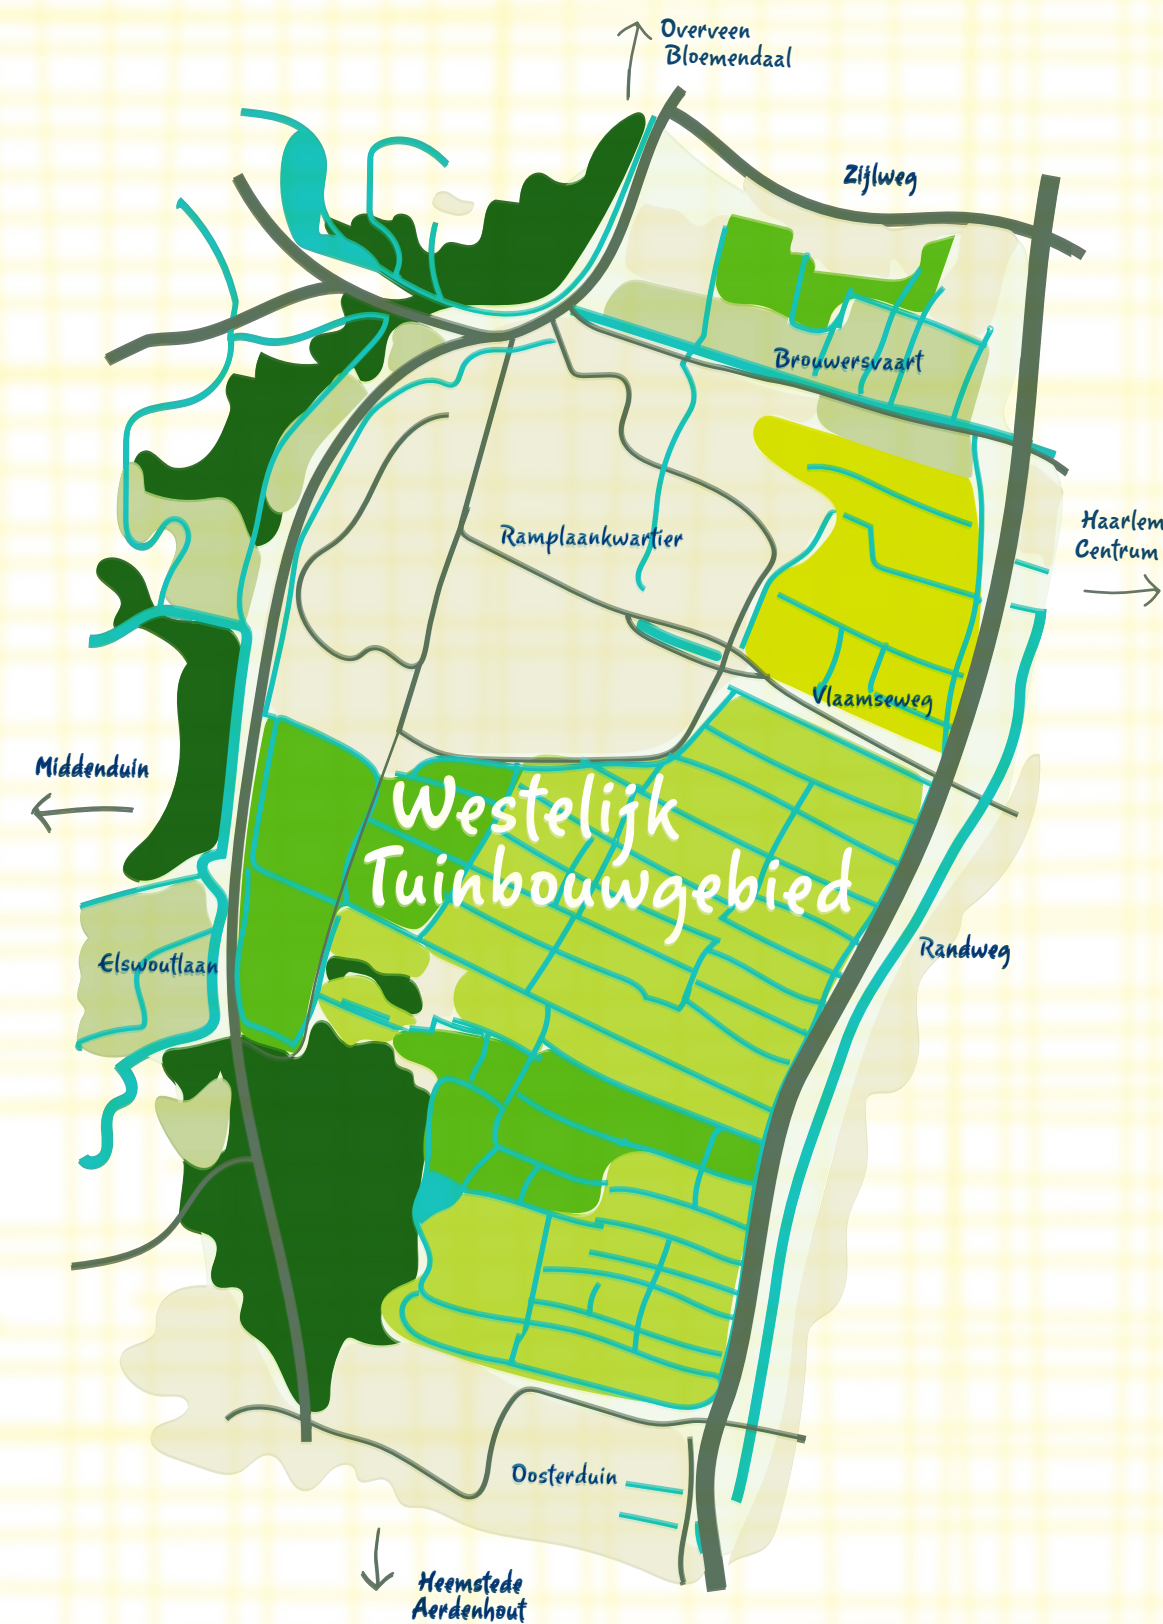 Overveen
Bloemendaal
Zijlweg
Brouwersvaart
Haarlem
Centrum
Ramplaankwartier
Vlaamseweg
Middenduin
Westelijk
Tuinbouwgebied
Randweg
Elswoutlaan
Oosterduin
Heemstede
Aerdenhout